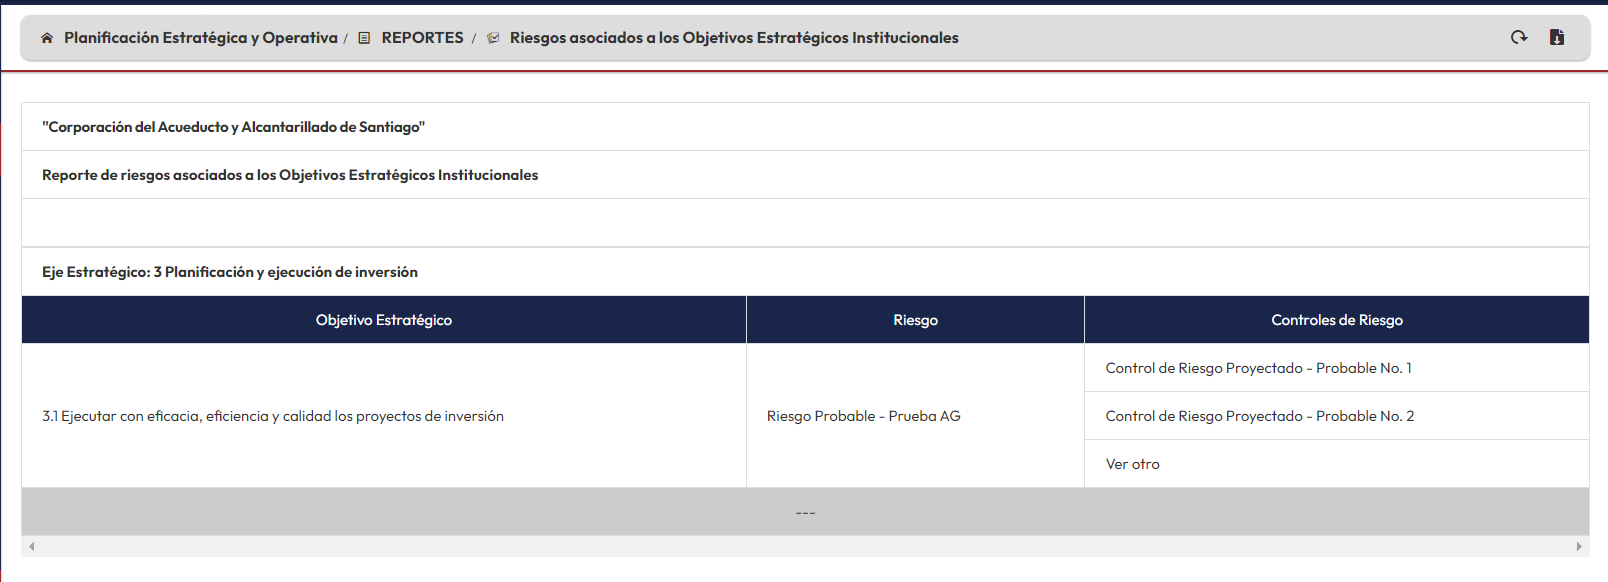 Planificación Estratégica y Operativa / REPORTES / Riesgos asociados a los Objetivos Estratégicos Institucionales
"Corporación del Acueducto y Alcantarillado de Santiago"
Reporte de riesgos asociados a los Objetivos Estratégicos Institucionales
Eje Estratégico: 3 Planificación y ejecución de inversión
Objetivo Estratégico Riesgo Controles de Riesgo
Control de Riesgo Proyectado - Probable No. 1
3.1 Ejecutar con eficacia, eficiencia y calidad los proyectos de inversión Riesgo Probable - Prueba AG Control de Riesgo Proyectado - Probable No. 2
Ver otro
---